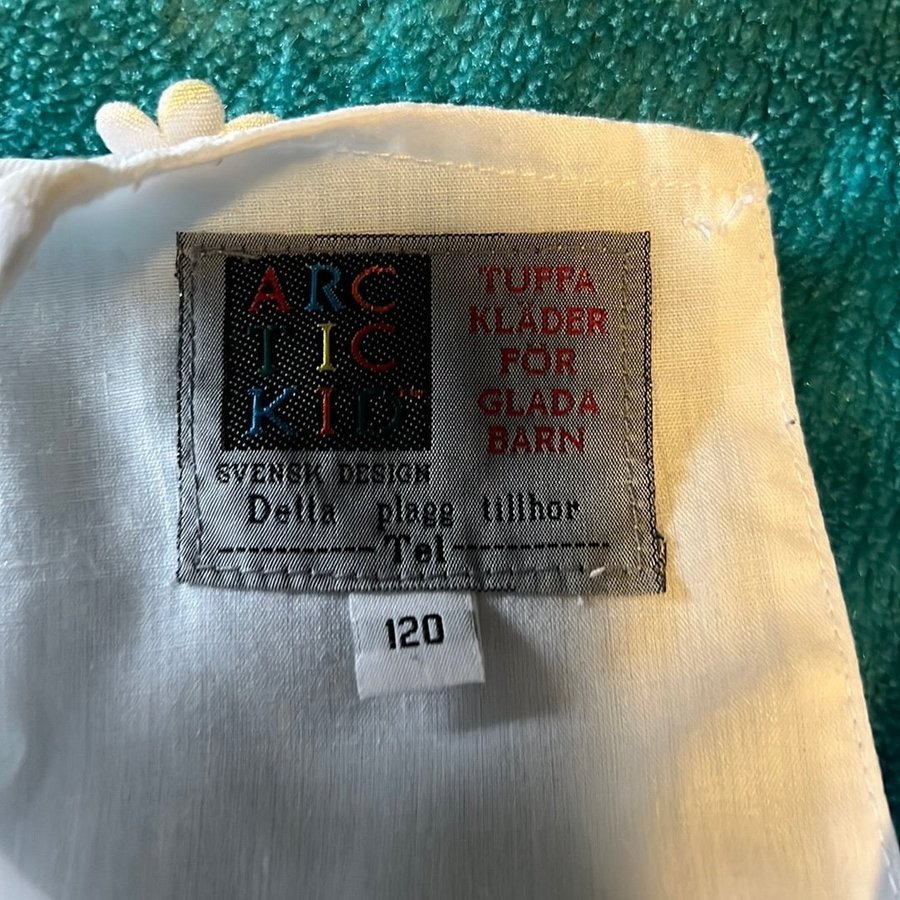 ARC
TIC
KID™
SVENSK DESIGN
TUFFA
KLÄDER
FÖR
GLADA
BARN
Detta plagg tillhör
Tel
120